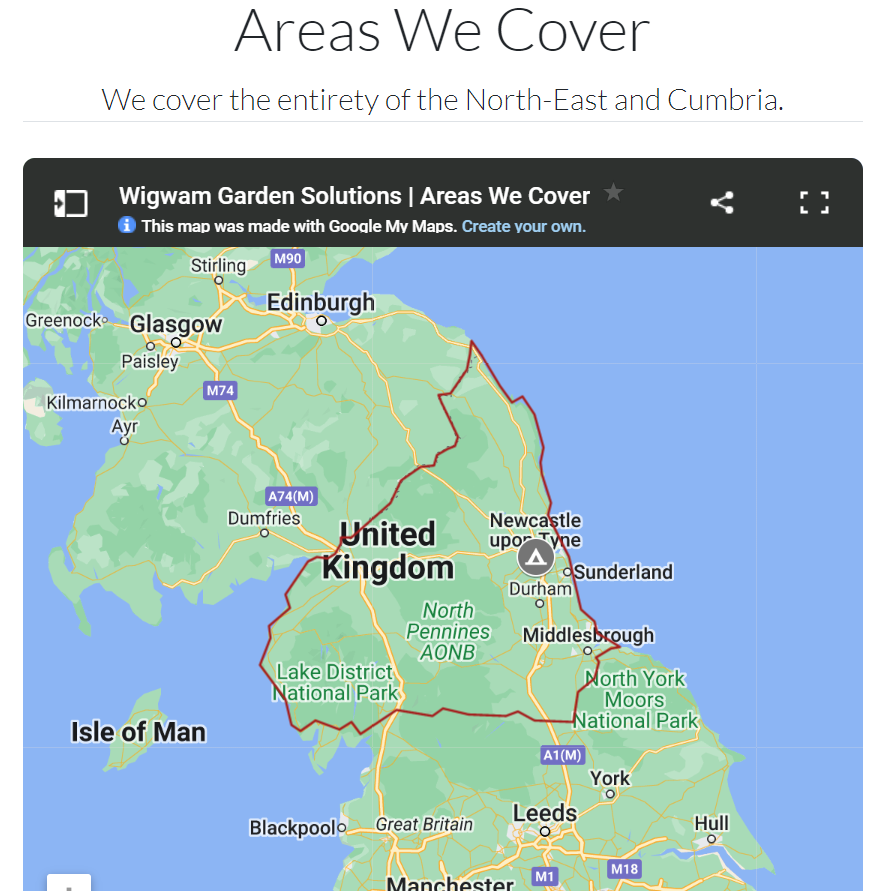 Areas We Cover
We cover the entirety of the North-East and Cumbria.
Wigwam Garden Solutions | Areas We Cover
This map was made with Google My Maps. Create your own.
Stirling
M90
Edinburgh
Greenock
Glasgow
Paisley
M74
Kilmarnock
Ayr
A74(M)
Dumfries
United
Kingdom
Newcastle
upon Tyne
Sunderland
Durham
North
Pennines
AONB
Middlesbrough
Lake District
National Park
North York
Moors
National Park
Isle of Man
A1(M)
York
Leeds
Blackpool
Great Britain
Hull
M18
M1
Manchester